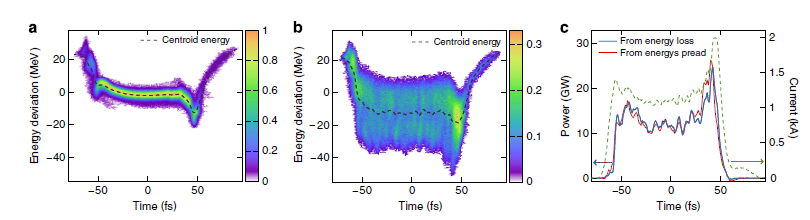 a
Centroid energy
Energy deviation (MeV)
20
0
−20
−40
−50
0
50
Time (fs)
1
0.8
0.6
0.4
0.2
0
b
Centroid energy
Energy deviation (MeV)
20
0
−20
−40
−50
0
50
Time (fs)
0.3
0.2
0.1
0
c
From energy loss
From energys pread
Power (GW)
30
20
10
0
−50
0
50
Time (fs)
2
1.5
1
0.5
0
Current (kA)